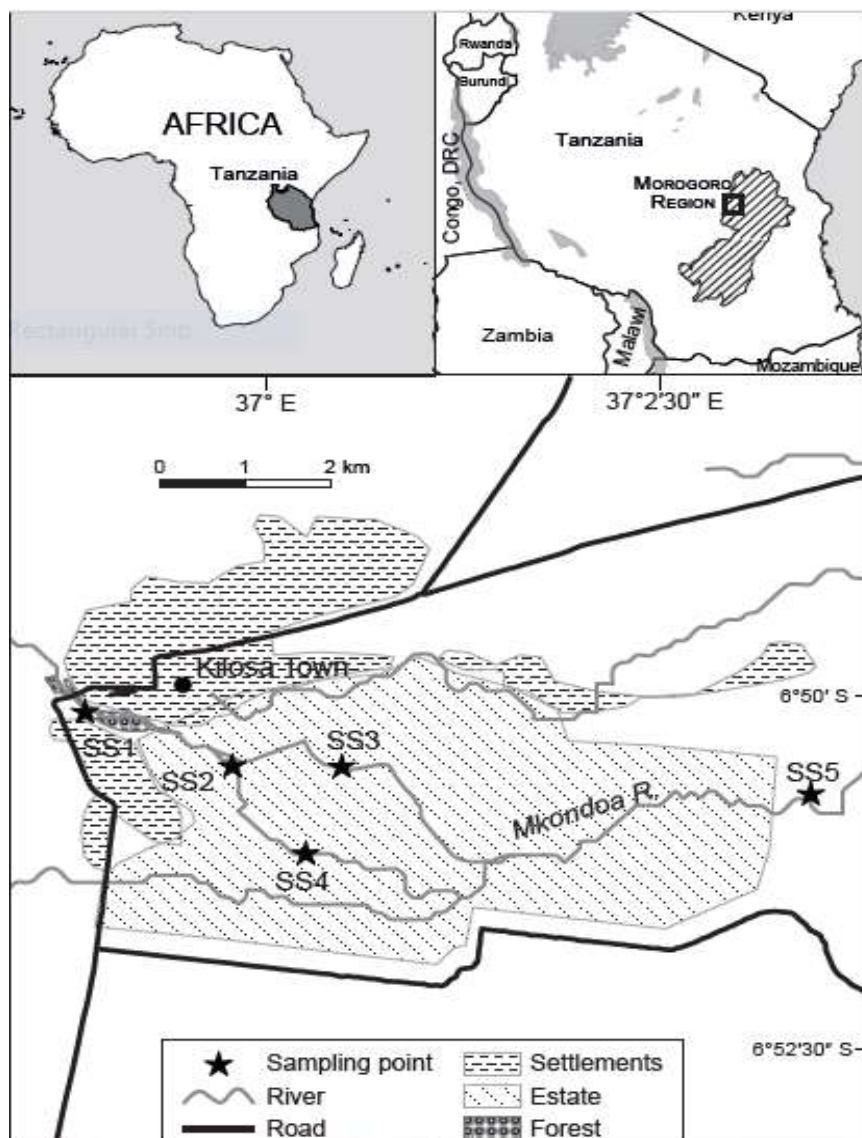 AFRICA
Tanzania
Rectangular Snip
Kenya
Rwanda
Burundi
Congo, DRC
Tanzania
MOROGORO
REGION
Zambia
Malawi
Mozambique
37° E
37°2'30" E
0 1 2 km
Kilosa Town
6°50' S
SS1
SS2
SS3
SS5
Mkondoa R.
SS4
6°52'30" S
Sampling point
Settlements
River
Estate
Road
Forest